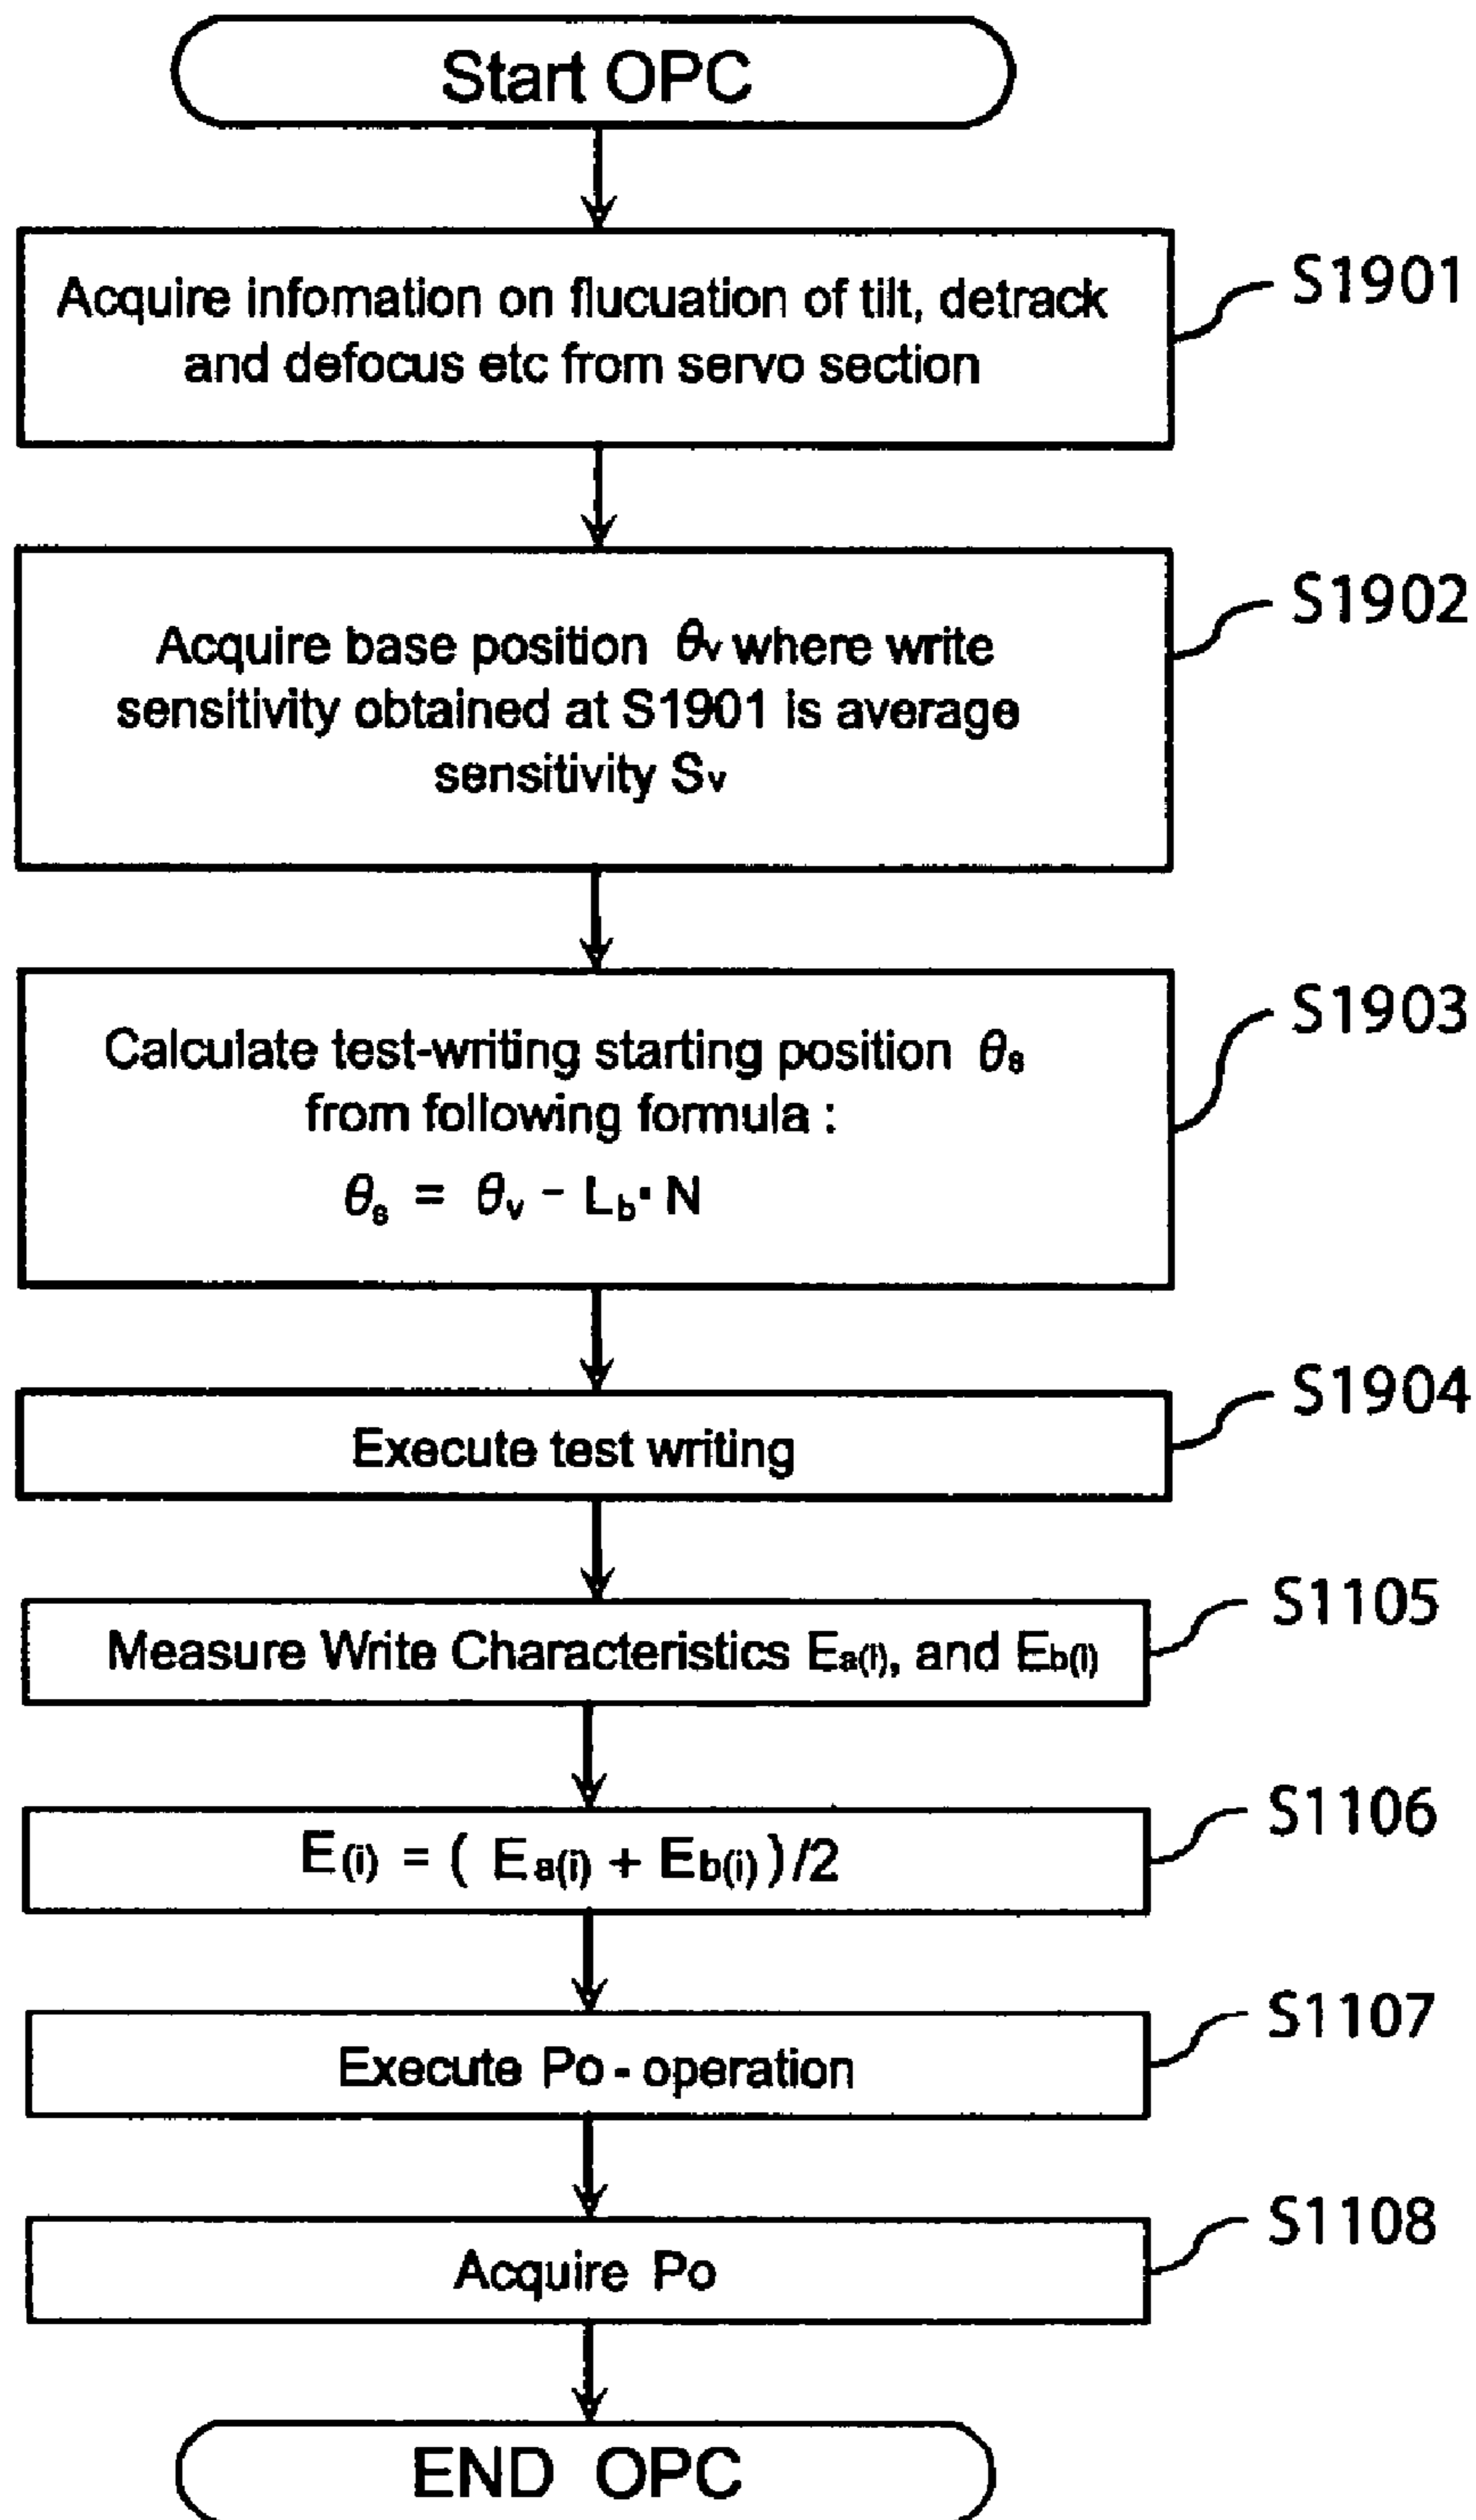 Start OPC
Acquire infomation on flucuation of tilt, detrack
and defocus etc from servo section
S1901
Acquire base position θv where write
sensitivity obtained at S1901 is average
sensitivity Sv
S1902
Calculate test-writing starting position θs
from following formula :
θs = θv - Lb · N
S1903
Execute test writing
S1904
Measure Write Characteristics Ea(i), and Eb(i)
S1105
E(i) = ( Ea(i) + Eb(i) )/2
S1106
Execute Po - operation
S1107
Acquire Po
S1108
END OPC